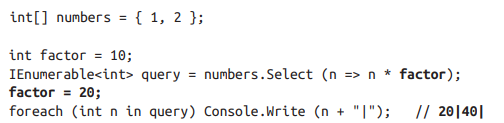 int[] numbers = { 1, 2 };
int factor = 10;
IEnumerable<int> query = numbers.Select (n => n * factor);
factor = 20;
foreach (int n in query) Console.Write (n + "|");   // 20|40|